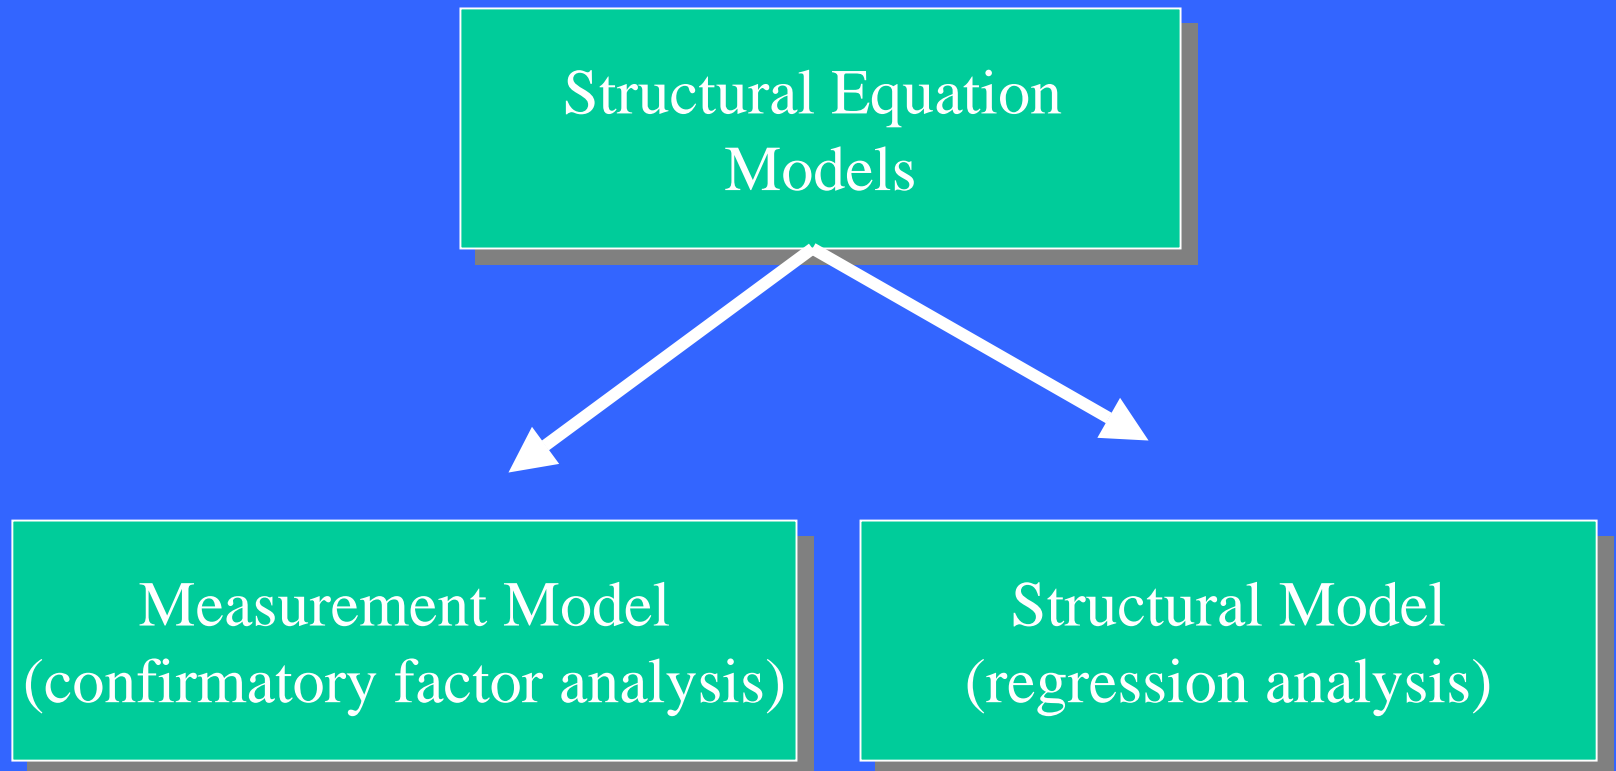 Structural Equation
Models
Measurement Model
(confirmatory factor analysis)
Structural Model
(regression analysis)